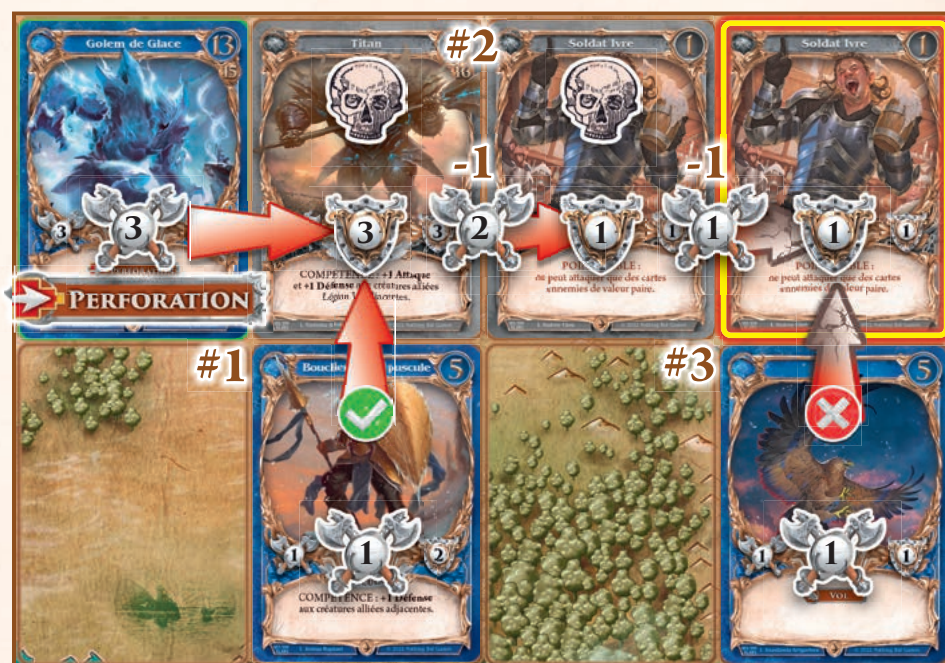 Golem de Glace 13
15
3
3
PERFORATION
#1
Titan
#2
16
3
3
COMPÉTENCE : +1 Attaque
-1
2
Soldat Ivre 1
1
1
ne peut attaquer que des cartes
ennemies de valeur paire.
-1
1
Soldat Ivre 1
1
1
ne peut attaquer que des cartes
ennemies de valeur paire.
5
1
1
2
COMPÉTENCE : +1 Défense
aux créatures alliées adjacentes.
#3
5
1
1
1
VOL